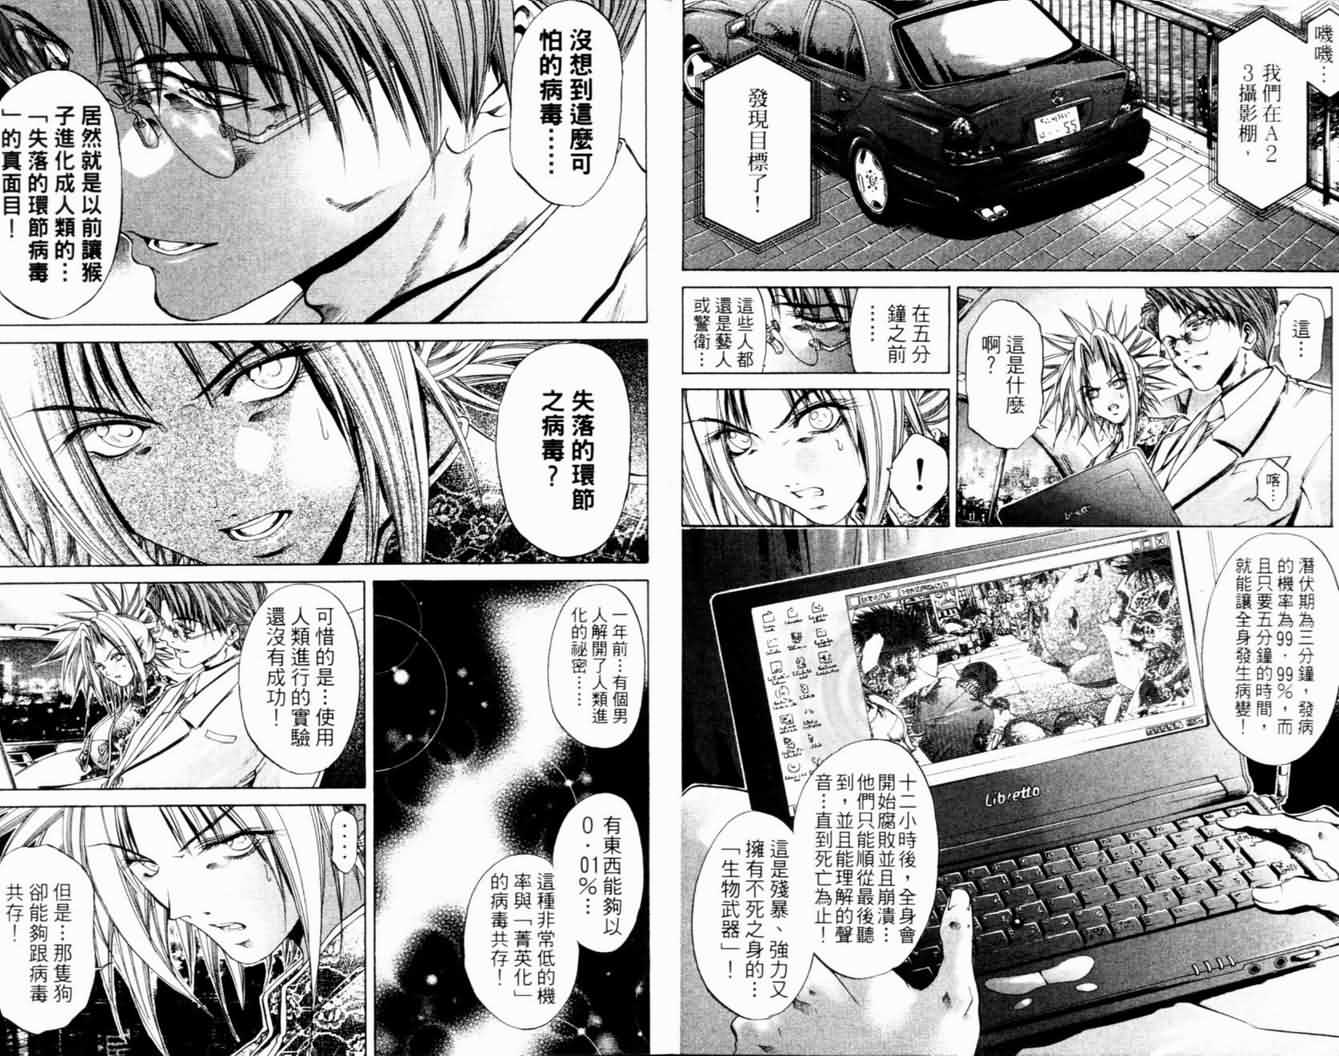 嘰嘰…
我們在A2
3攝影棚，
發現目標了！
55
這…
這是什麼
啊？
喀…
Libretto
在五分
鐘之前
……
這些人都
還是藝人
或警衛…
！
潛伏期為三分鐘，發病
的機率為99．99％，而
且只要五分鐘的時間，
就能讓全身發生病變！
Libretto
十二小時後，全身會
開始腐敗並且崩潰…
他們只能順從最後聽
到，並且能理解的聲
音…直到死亡為止！
這是殘暴、強力又
擁有不死之身的…
「生物武器」！
沒想到這麼可
怕的病毒……
居然就是以前讓猴
子進化成人類的…
「失落的環節病毒
」的真面目！
失落的環節
之病毒？
一年前…有個男
人解開了人類進
化的祕密……
有東西能夠以
0．01％…
這種非常低的機
率與「菁英化」
的病毒共存！
可惜的是…使用
人類進行的實驗
還沒有成功！
……
但是…那隻狗
卻能夠跟病毒
共存！